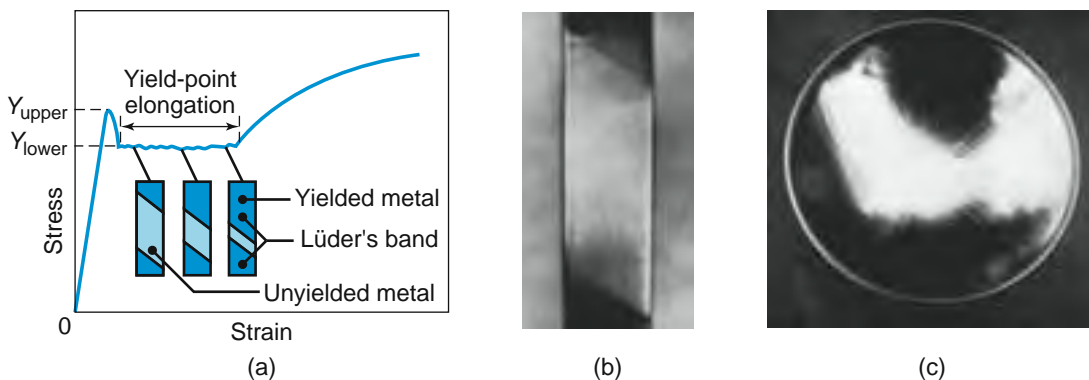 Yield-point
elongation
Yupper
Ylower
Stress
Yielded metal
Lüder's band
Unyielded metal
0
Strain
(a)
(b)
(c)